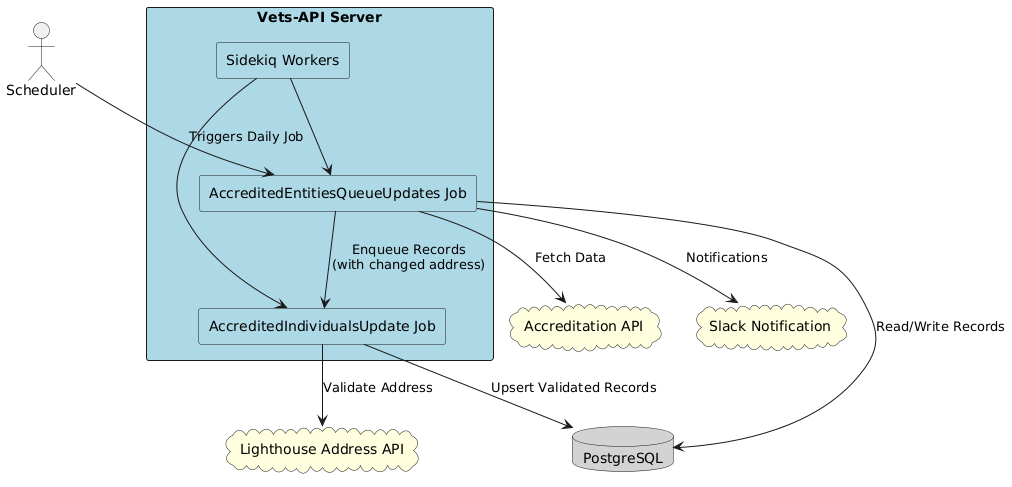 Vets-API Server
Sidekiq Workers
Scheduler
Triggers Daily Job
AccreditedEntitiesQueueUpdates Job
Enqueue Records
(with changed address)
Fetch Data
Notifications
AccreditedIndividualsUpdate Job
Accreditation API
Slack Notification
Read/Write Records
Validate Address
Upsert Validated Records
Lighthouse Address API
PostgreSQL